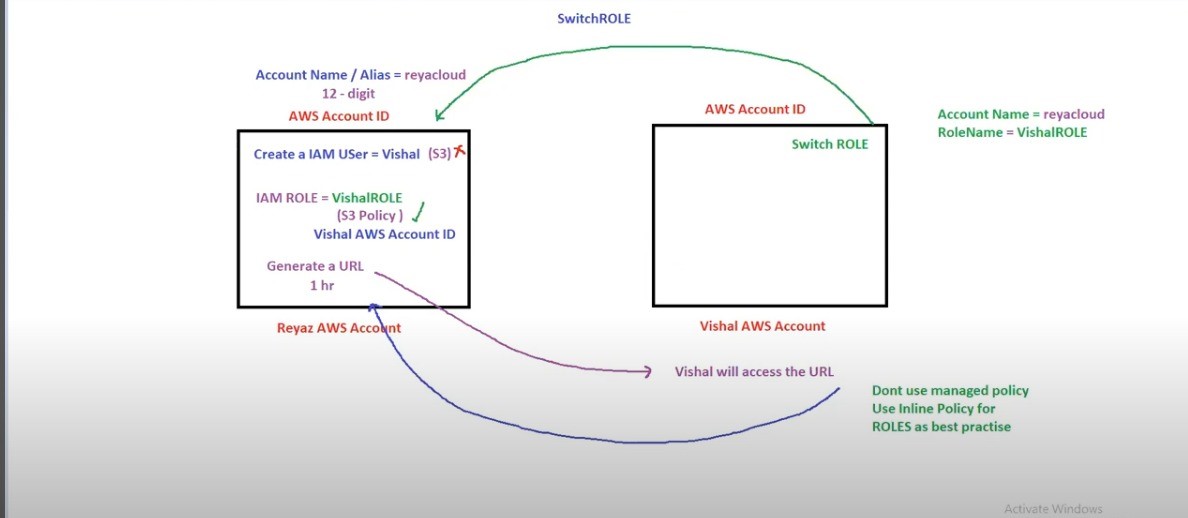 SwitchROLE
Account Name / Alias = reyacloud
12 - digit
AWS Account ID
Create a IAM USer = Vishal (S3)
IAM ROLE = VishalROLE
(S3 Policy )
Vishal AWS Account ID
Generate a URL
1 hr
Reyaz AWS Account
AWS Account ID
Switch ROLE
Vishal AWS Account
Account Name = reyacloud
RoleName = VishalROLE
Vishal will access the URL
Dont use managed policy
Use Inline Policy for
ROLES as best practise
Activate Windows